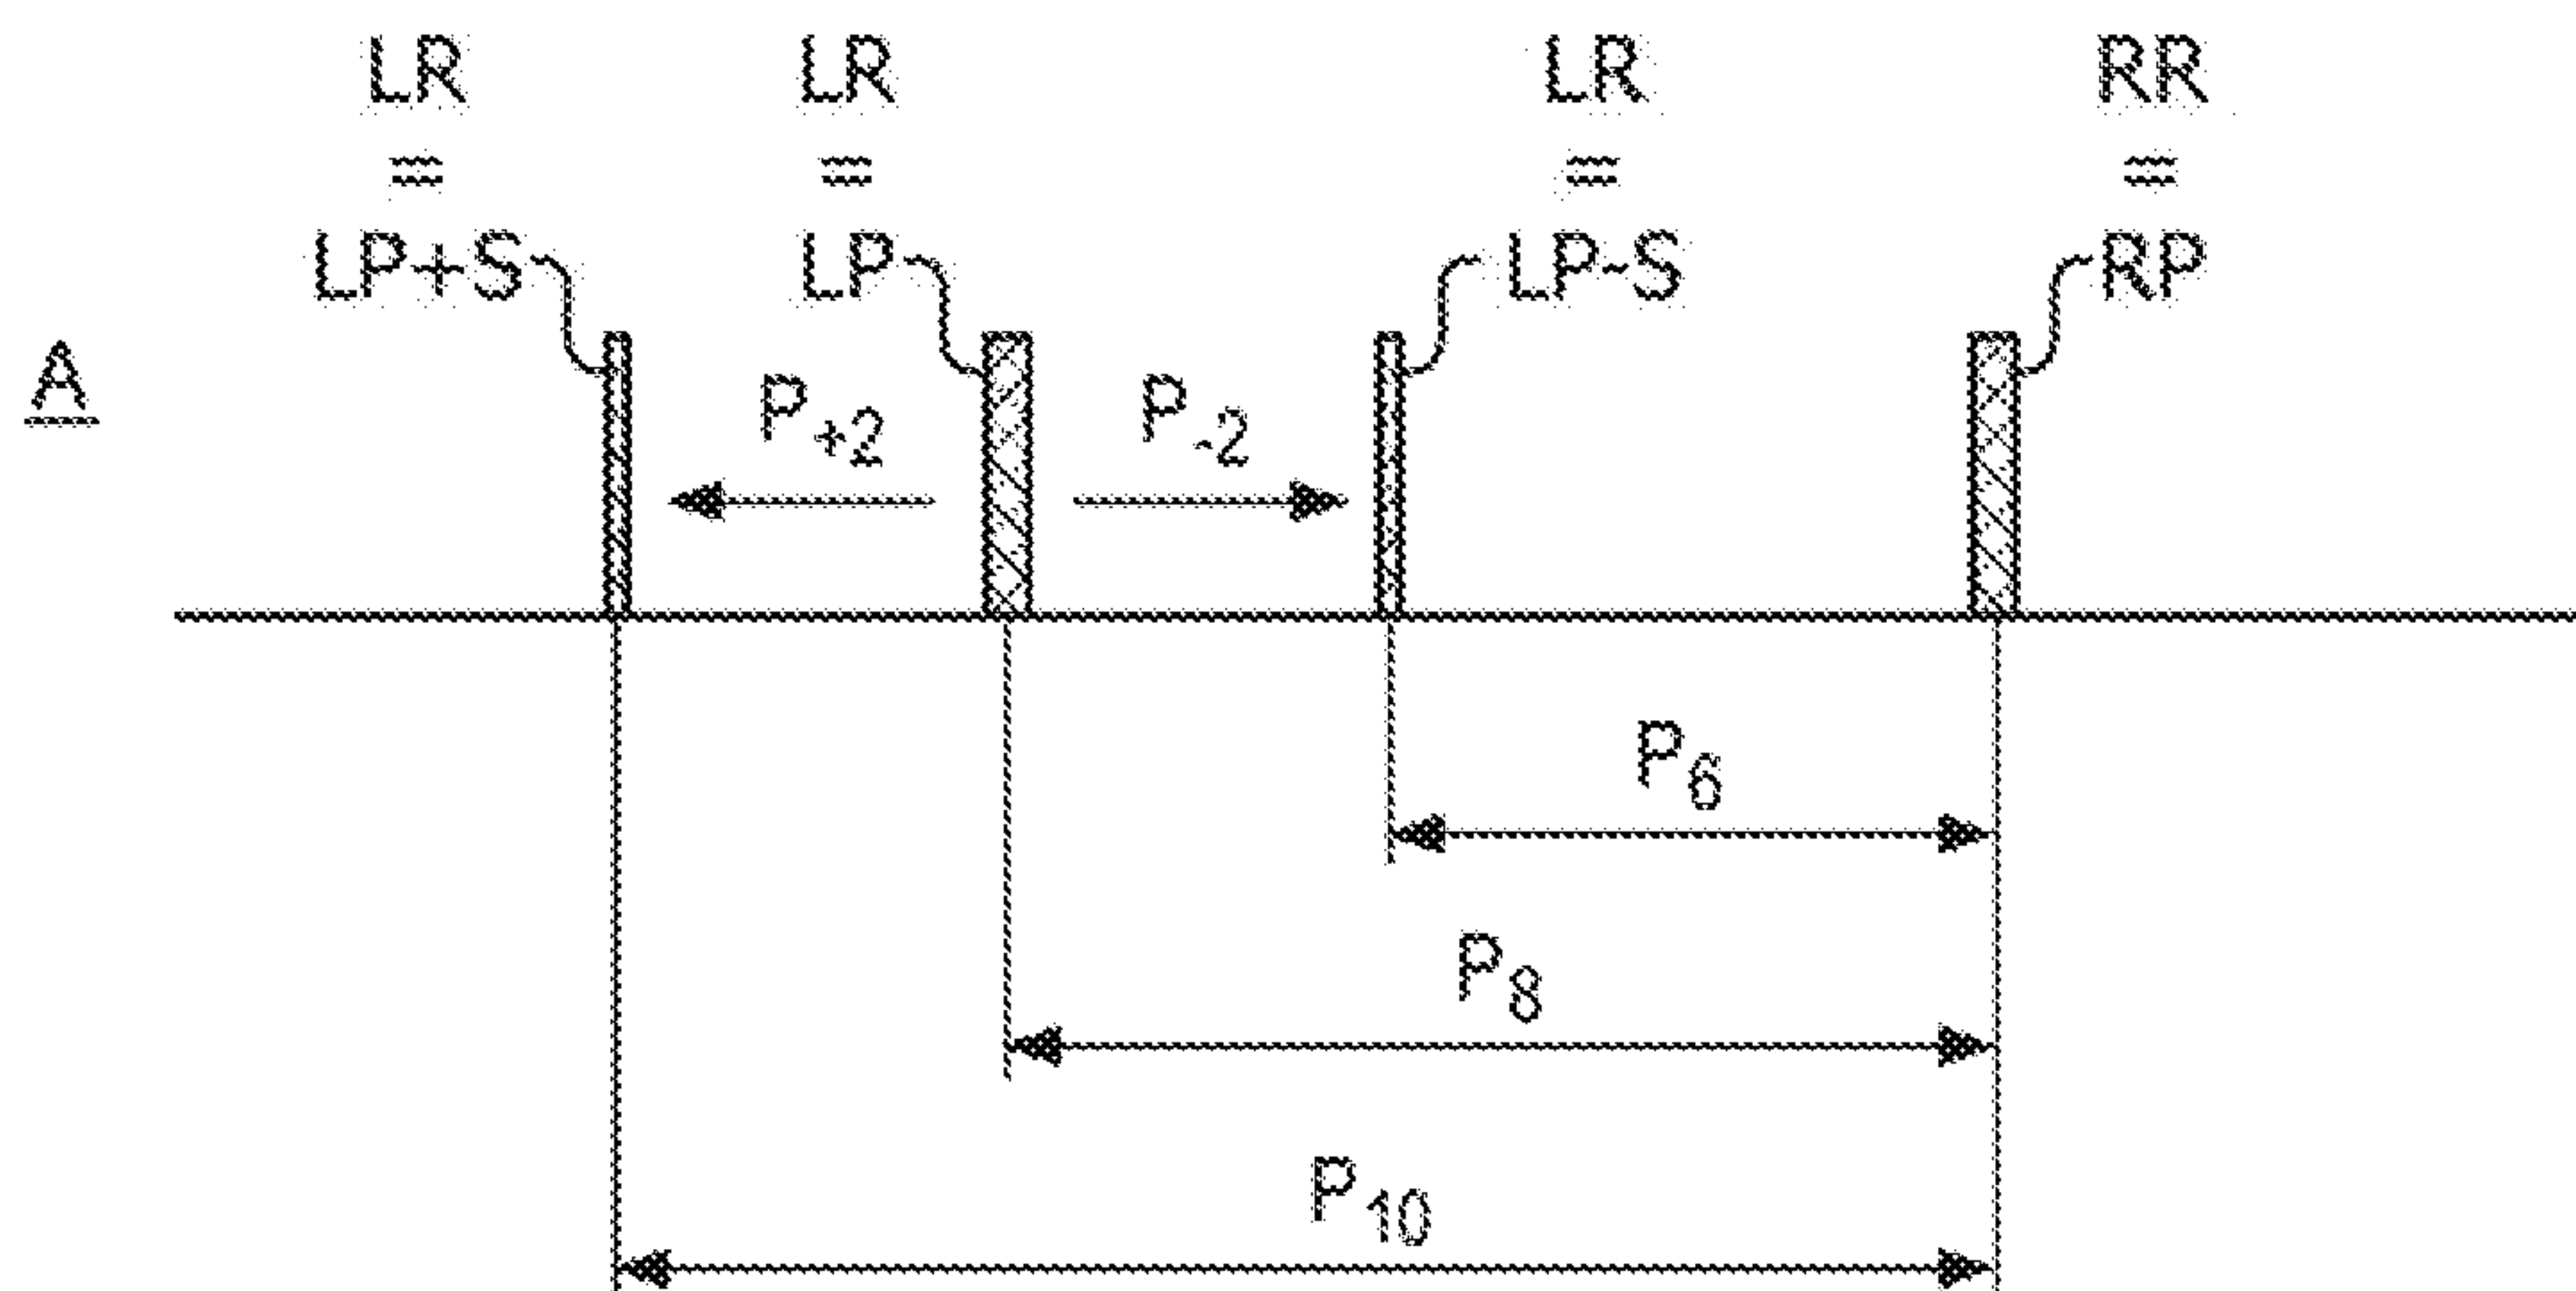 LR LR LR RR
= = = =
LP+S LP LP-S RP
A
P+2 P-2
P6
P8
P10